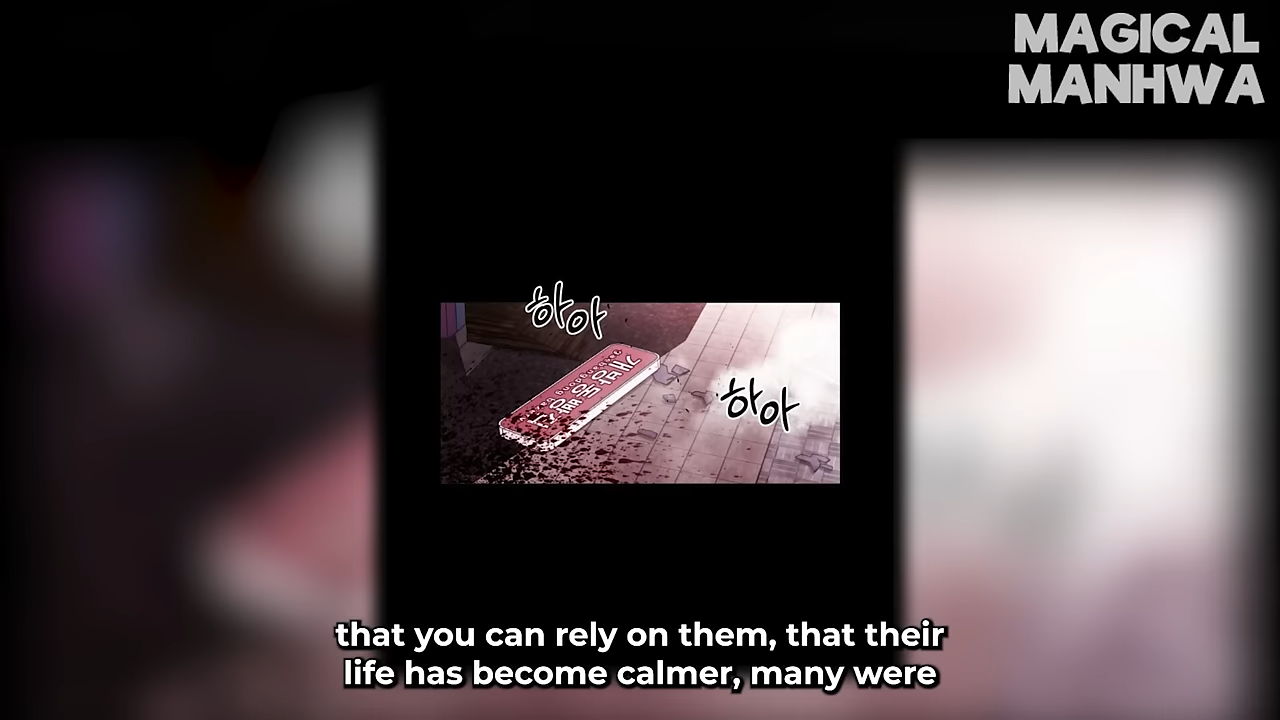 MAGICAL
MANHWA
하아
하아
that you can rely on them, that their
life has become calmer, many were